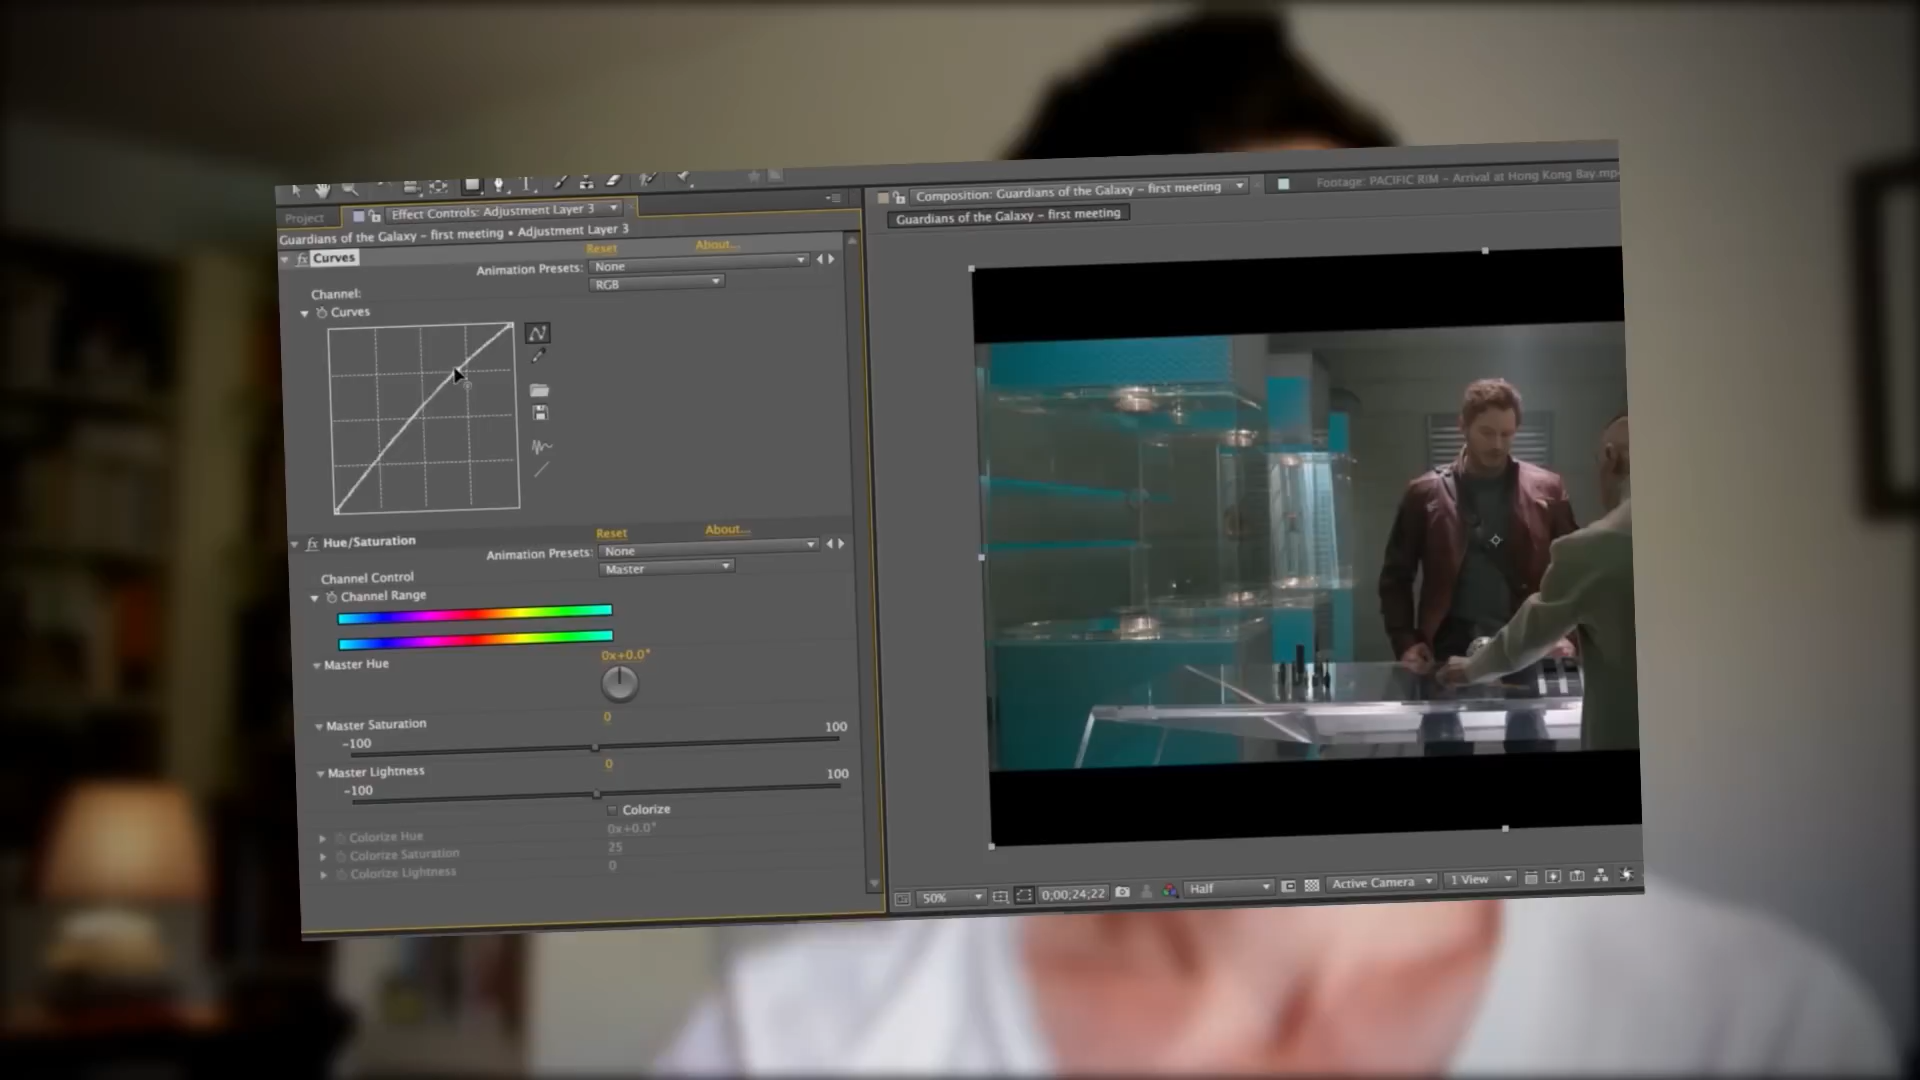 Project
Effect Controls: Adjustment Layer 3
Guardians of the Galaxy – first meeting • Adjustment Layer 3
fx Curves
Reset
About...
Animation Presets:
None
Channel:
RGB
Curves
fx Hue/Saturation
Reset
About...
Animation Presets:
None
Channel Control
Master
Channel Range
Master Hue
0x+0.0°
Master Saturation
0
-100
100
Master Lightness
0
-100
100
Colorize
Colorize Hue
0x+0.0°
Colorize Saturation
25
Colorize Lightness
0
Composition: Guardians of the Galaxy – first meeting
Footage: PACIFIC RIM – Arrival at Hong Kong Bay.mp
Guardians of the Galaxy – first meeting
50%
0;00;24;22
Half
Active Camera
1 View